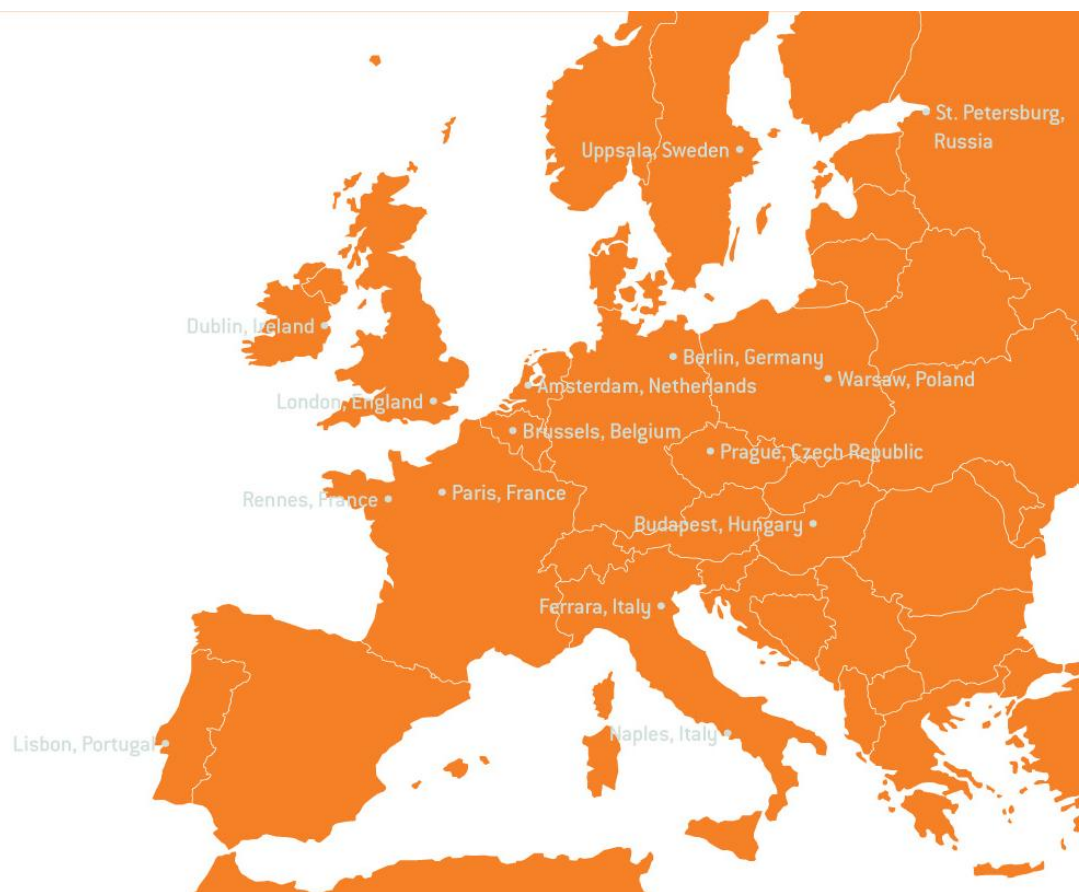 St. Petersburg,
Russia
Uppsala, Sweden
Dublin, Ireland
Berlin, Germany
Warsaw, Poland
Amsterdam, Netherlands
London, England
Brussels, Belgium
Prague, Czech Republic
Rennes, France
Paris, France
Budapest, Hungary
Ferrara, Italy
Naples, Italy
Lisbon, Portugal